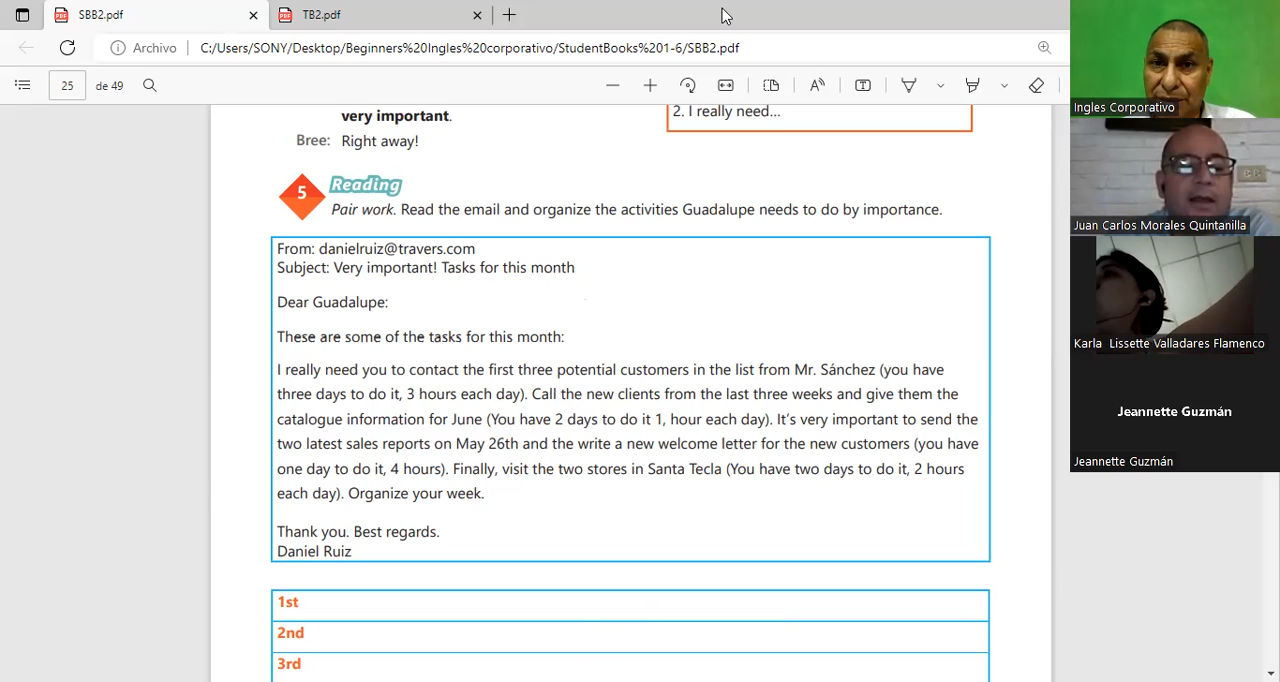 SBB2.pdf
TB2.pdf
Archivo
C:/Users/SONY/Desktop/Beginners%20Ingles%20corporativo/StudentBooks%201-6/SBB2.pdf
25
de 49
very important.
2. I really need...
Bree: Right away!
5
Reading
Pair work. Read the email and organize the activities Guadalupe needs to do by importance.
From: danielruiz@travers.com
Subject: Very important! Tasks for this month
Dear Guadalupe:
These are some of the tasks for this month:
I really need you to contact the first three potential customers in the list from Mr. Sánchez (you have
three days to do it, 3 hours each day). Call the new clients from the last three weeks and give them the
catalogue information for June (You have 2 days to do it 1, hour each day). It's very important to send the
two latest sales reports on May 26th and the write a new welcome letter for the new customers (you have
one day to do it, 4 hours). Finally, visit the two stores in Santa Tecla (You have two days to do it, 2 hours
each day). Organize your week.
Thank you. Best regards.
Daniel Ruiz
1st
2nd
3rd
Ingles Corporativo
Juan Carlos Morales Quintanilla
Karla Lissette Valladares Flamenco
Jeannette Guzmán
Jeannette Guzmán